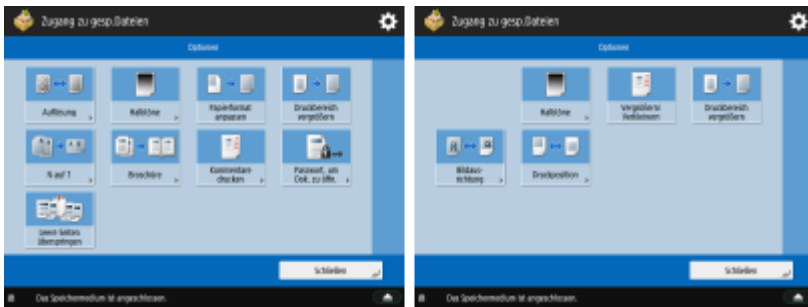 Zugang zu gesp.Dateien
Optionen
Auflösung
Halbtöne
Papierformat
anpassen
Druckbereich
vergrößern
N auf 1
Broschüre
Kommentare
drucken
Passwort, um
Dok. zu öffn.
Leere Seiten
überspringen
Schließen
Das Speichermedium ist angeschlossen.
Zugang zu gesp.Dateien
Optionen
Halbtöne
Vergrößern/
Verkleinern
Druckbereich
vergrößern
Bildaus-
richtung
Druckposition
Schließen
Das Speichermedium ist angeschlossen.